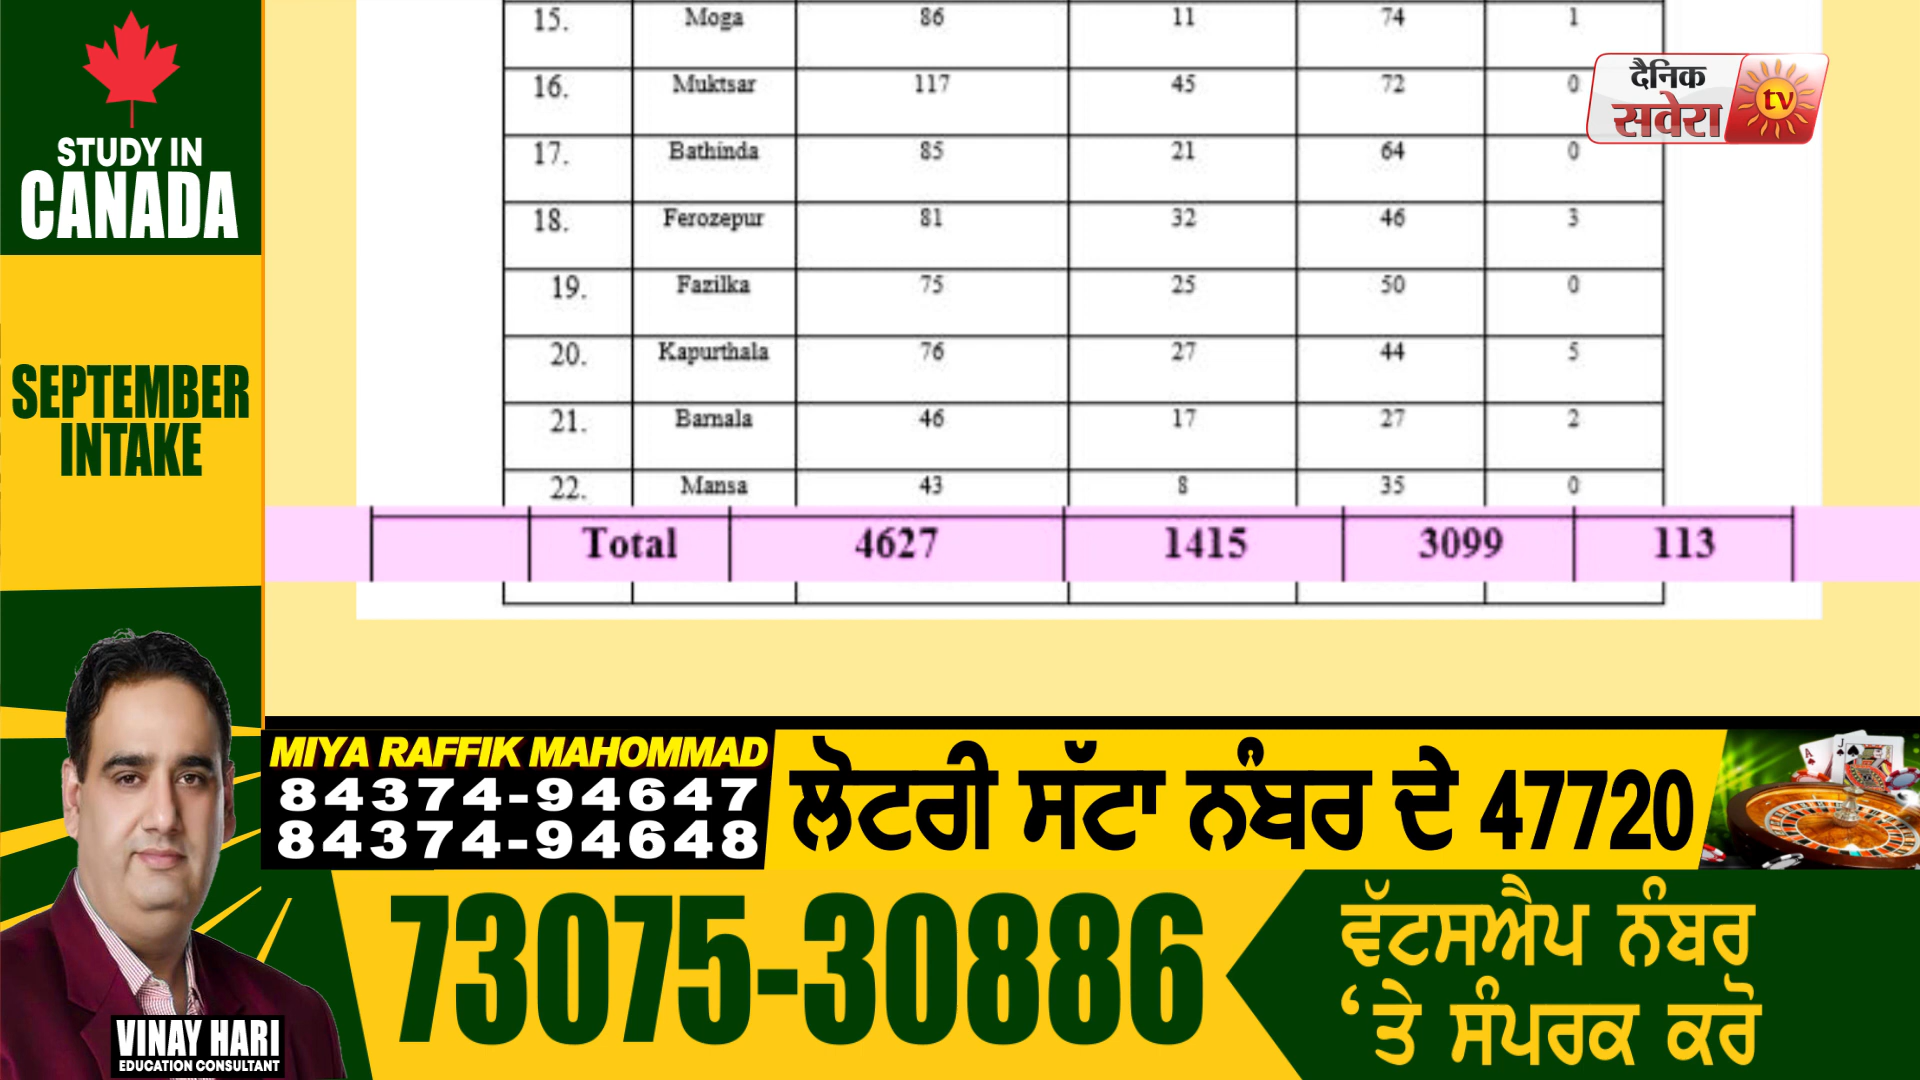 STUDY IN
CANADA
SEPTEMBER
INTAKE
15. Moga 86 11 74 1
16. Muktsar 117 45 72 0
17. Bathinda 85 21 64 0
18. Ferozepur 81 32 46 3
19. Fazilka 75 25 50 0
20. Kapurthala 76 27 44 5
21. Barnala 46 17 27 2
22. Mansa 43 8 35 0
Total 4627 1415 3099 113
दैनिक
सवेरा
tv
MIYA RAFFIK MAHOMMAD
84374-94647
84374-94648
ਲੋਟਰੀ ਸੱਟਾ ਨੰਬਰ ਦੇ 47720
73075-30886
ਵੱਟਸਐਪ ਨੰਬਰ
‘ਤੇ ਸੰਪਰਕ ਕਰੋ
VINAY HARI
EDUCATION CONSULTANT